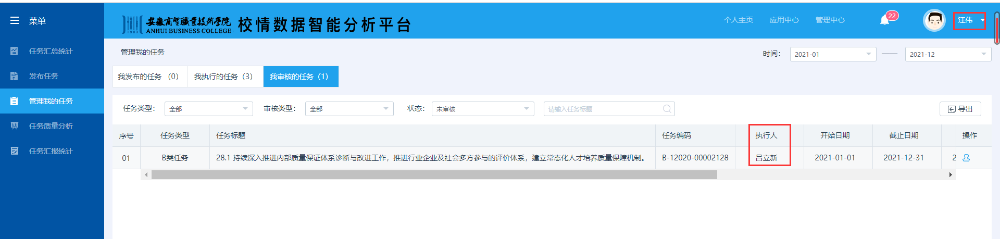 菜单
任务汇总统计
发布任务
管理我的任务
任务质量分析
任务汇报统计
安徽商贸职业技术学院
ANHUI BUSINESS COLLEGE
校情数据智能分析平台
个人主页 应用中心 管理中心 22 汪伟
管理我的任务 时间： 2021-01 —— 2021-12
我发布的任务 （0） 我执行的任务（3） 我审核的任务（1）
任务类型： 全部 审核类型： 全部 状态： 未审核 请输入任务标题 导出
序号 任务类型 任务标题 任务编码 执行人 开始日期 截止日期 操作
01 B类任务 28.1 持续深入推进内部质量保证体系诊断与改进工作，推进行业企业及社会多方参与的评价体系，建立常态化人才培养质量保障机制。 B-12020-00002128 吕立新 2021-01-01 2021-12-31 2